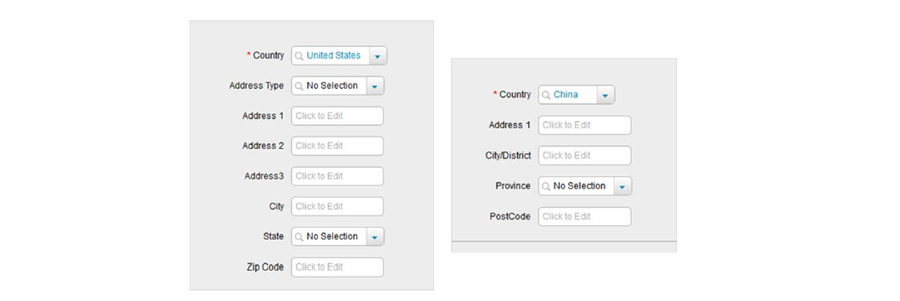 * Country United States
Address Type No Selection
Address 1 Click to Edit
Address 2 Click to Edit
Address3 Click to Edit
City Click to Edit
State No Selection
Zip Code Click to Edit
* Country China
Address 1 Click to Edit
City/District Click to Edit
Province No Selection
PostCode Click to Edit